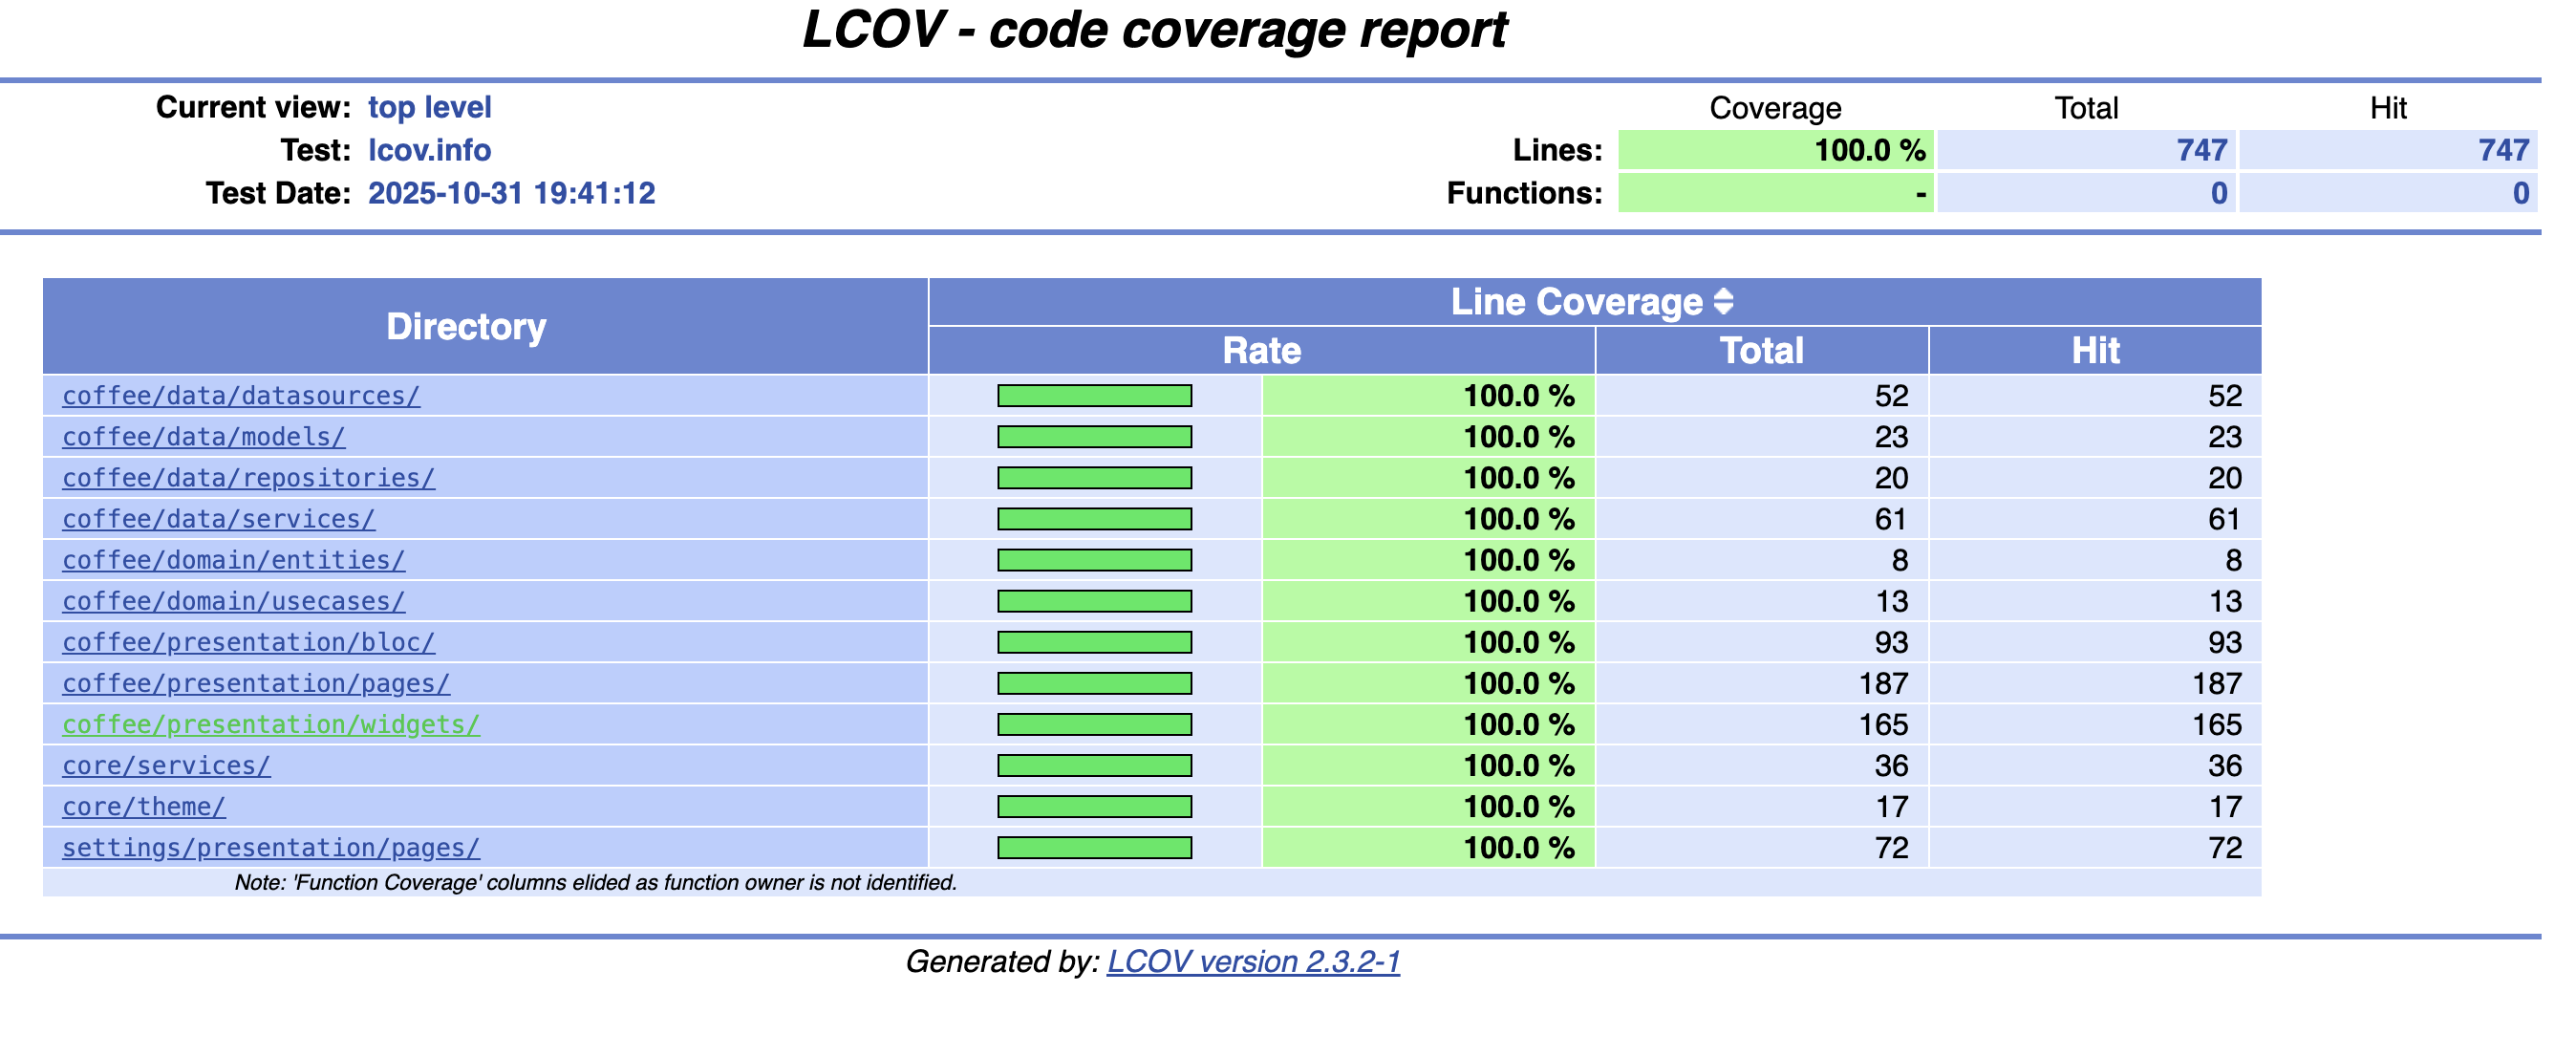 LCOV - code coverage report
Current view: top level
Coverage Total Hit
Test: lcov.info
Lines: 100.0 % 747 747
Test Date: 2025-10-31 19:41:12
Functions: - 0 0
Directory
Line Coverage
Rate Total Hit
coffee/data/datasources/ 100.0 % 52 52
coffee/data/models/ 100.0 % 23 23
coffee/data/repositories/ 100.0 % 20 20
coffee/data/services/ 100.0 % 61 61
coffee/domain/entities/ 100.0 % 8 8
coffee/domain/usecases/ 100.0 % 13 13
coffee/presentation/bloc/ 100.0 % 93 93
coffee/presentation/pages/ 100.0 % 187 187
coffee/presentation/widgets/ 100.0 % 165 165
core/services/ 100.0 % 36 36
core/theme/ 100.0 % 17 17
settings/presentation/pages/ 100.0 % 72 72
Note: 'Function Coverage' columns elided as function owner is not identified.
Generated by: LCOV version 2.3.2-1